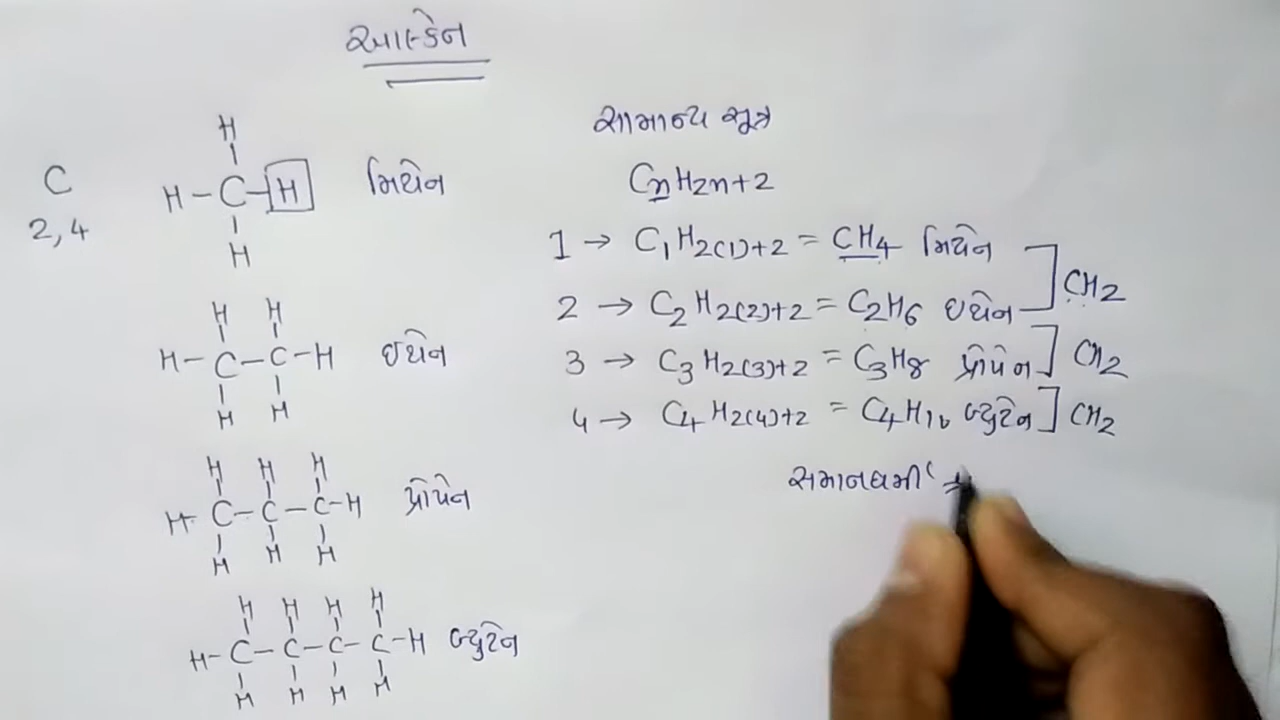 આલ્કેન
C
2,4
H
H-C-H
H
મિથેન
H H
H-C-C-H
H H
ઇથેન
H H H
H-C-C-C-H
H H H
પ્રોપેન
H H H H
H-C-C-C-C-H
H H H H
બ્યુટેન
સામાન્ય સૂત્ર
CnH2n+2
1 → C1H2(1)+2 = CH4 મિથેન
2 → C2H2(2)+2 = C2H6 ઇથેન
CH2
3 → C3H2(3)+2 = C3H8 પ્રોપેન
CH2
4 → C4H2(4)+2 = C4H10 બ્યુટેન
CH2
સમાનધર્મી